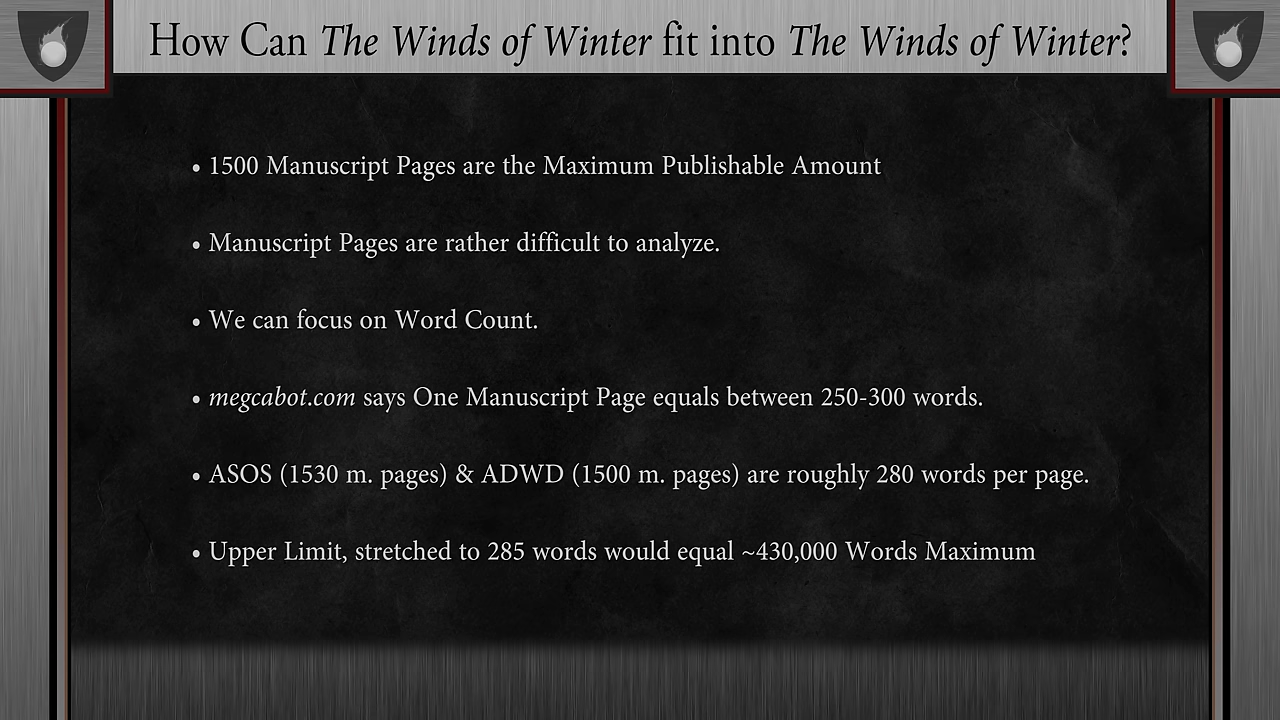 How Can The Winds of Winter fit into The Winds of Winter?
• 1500 Manuscript Pages are the Maximum Publishable Amount
• Manuscript Pages are rather difficult to analyze.
• We can focus on Word Count.
• megcabot.com says One Manuscript Page equals between 250-300 words.
• ASOS (1530 m. pages) & ADWD (1500 m. pages) are roughly 280 words per page.
• Upper Limit, stretched to 285 words would equal ~430,000 Words Maximum